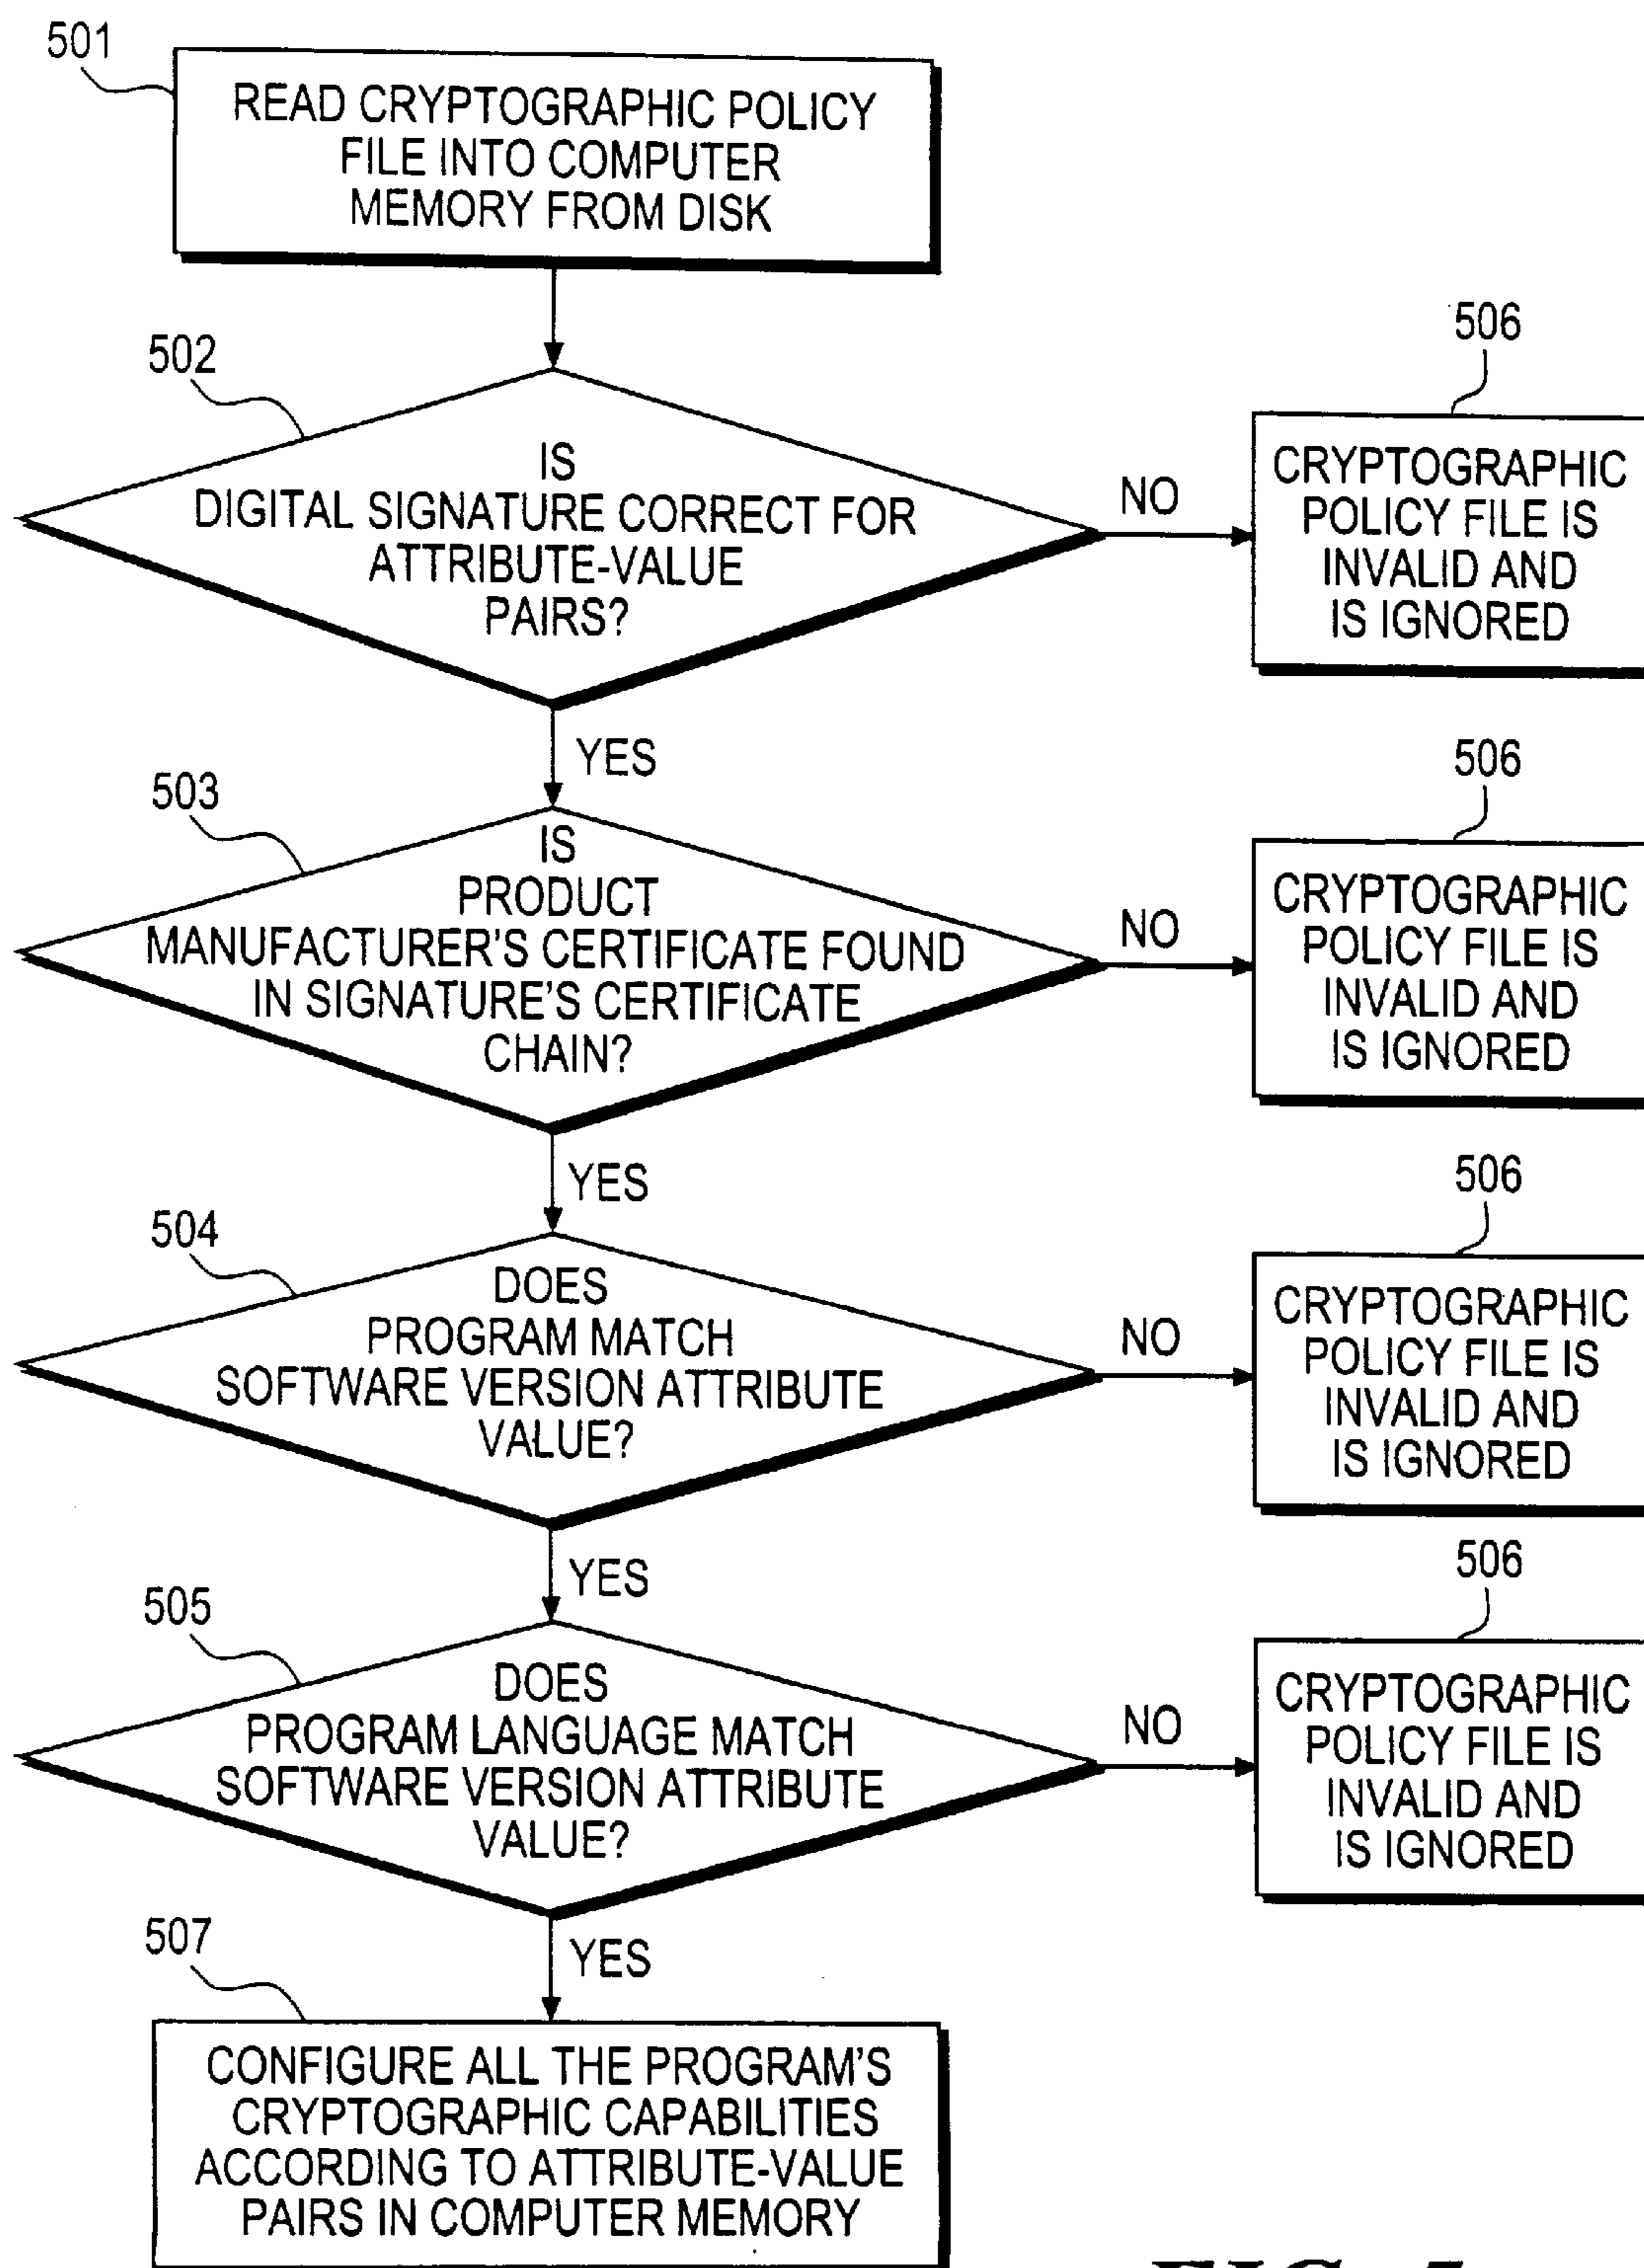 501
READ CRYPTOGRAPHIC POLICY
FILE INTO COMPUTER
MEMORY FROM DISK
502
IS
DIGITAL SIGNATURE CORRECT FOR
ATTRIBUTE-VALUE
PAIRS?
NO
506
CRYPTOGRAPHIC
POLICY FILE IS
INVALID AND
IS IGNORED
YES
503
IS
PRODUCT
MANUFACTURER'S CERTIFICATE FOUND
IN SIGNATURE'S CERTIFICATE
CHAIN?
NO
506
CRYPTOGRAPHIC
POLICY FILE IS
INVALID AND
IS IGNORED
YES
504
DOES
PROGRAM MATCH
SOFTWARE VERSION ATTRIBUTE
VALUE?
NO
506
CRYPTOGRAPHIC
POLICY FILE IS
INVALID AND
IS IGNORED
YES
505
DOES
PROGRAM LANGUAGE MATCH
SOFTWARE VERSION ATTRIBUTE
VALUE?
NO
506
CRYPTOGRAPHIC
POLICY FILE IS
INVALID AND
IS IGNORED
YES
507
CONFIGURE ALL THE PROGRAM'S
CRYPTOGRAPHIC CAPABILITIES
ACCORDING TO ATTRIBUTE-VALUE
PAIRS IN COMPUTER MEMORY